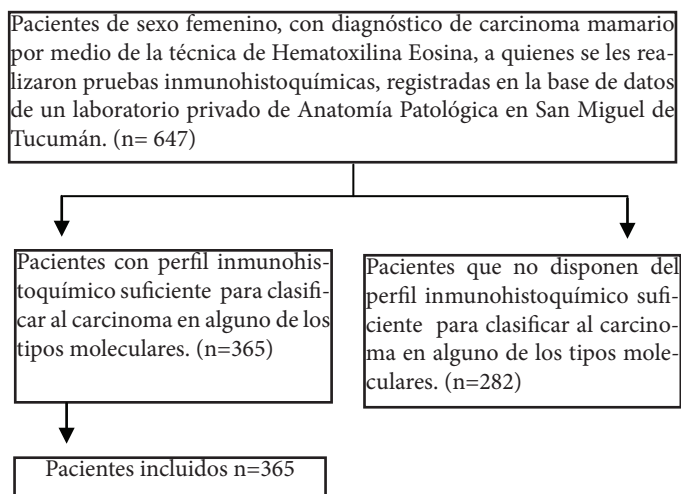 Pacientes de sexo femenino, con diagnóstico de carcinoma mamario
por medio de la técnica de Hematoxilina Eosina, a quienes se les rea-
lizaron pruebas inmunohistoquímicas, registradas en la base de datos
de un laboratorio privado de Anatomía Patológica en San Miguel de
Tucumán. (n= 647)
Pacientes con perfil inmunohis-
toquímico suficiente para clasifi-
car al carcinoma en alguno de los
tipos moleculares. (n=365)
Pacientes que no disponen del
perfil inmunohistoquímico sufi-
ciente para clasificar al carcino-
ma en alguno de los tipos mole-
culares. (n=282)
Pacientes incluidos n=365